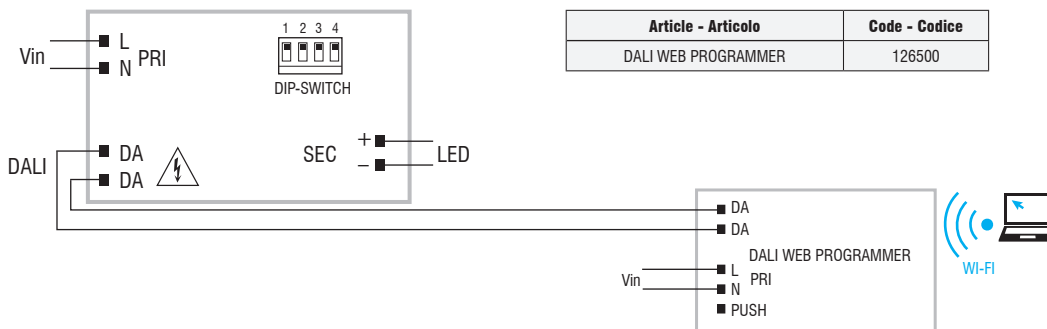 Vin
L
N
PRI
1 2 3 4
DIP-SWITCH
DALI
DA
DA
SEC
+
–
LED
Article - Articolo Code - Codice
DALI WEB PROGRAMMER 126500
DA
DA
DALI WEB PROGRAMMER
Vin
L
N
PRI
PUSH
WI-FI